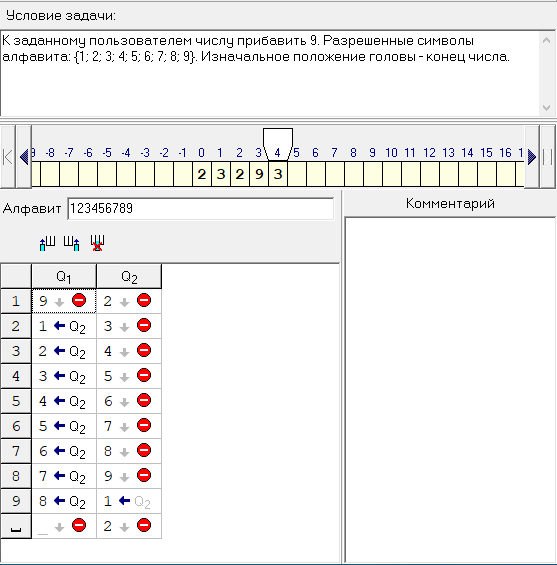 Условие задачи:
К заданному пользователем числу прибавить 9. Разрешенные символы
алфавита: {1; 2; 3; 4; 5; 6; 7; 8; 9}. Изначальное положение головы - конец числа.
9 -8 -7 -6 -5 -4 -3 -2 -1 0 1 2 3 4 5 6 7 8 9 10 11 12 13 14 15 16 1
2 3 2 9 3
Алфавит 123456789
Комментарий
Q1 Q2
1 9 2
2 1 Q2 3
3 2 Q2 4
4 3 Q2 5
5 4 Q2 6
6 5 Q2 7
7 6 Q2 8
8 7 Q2 9
9 8 Q2 1 Q2
_ 2